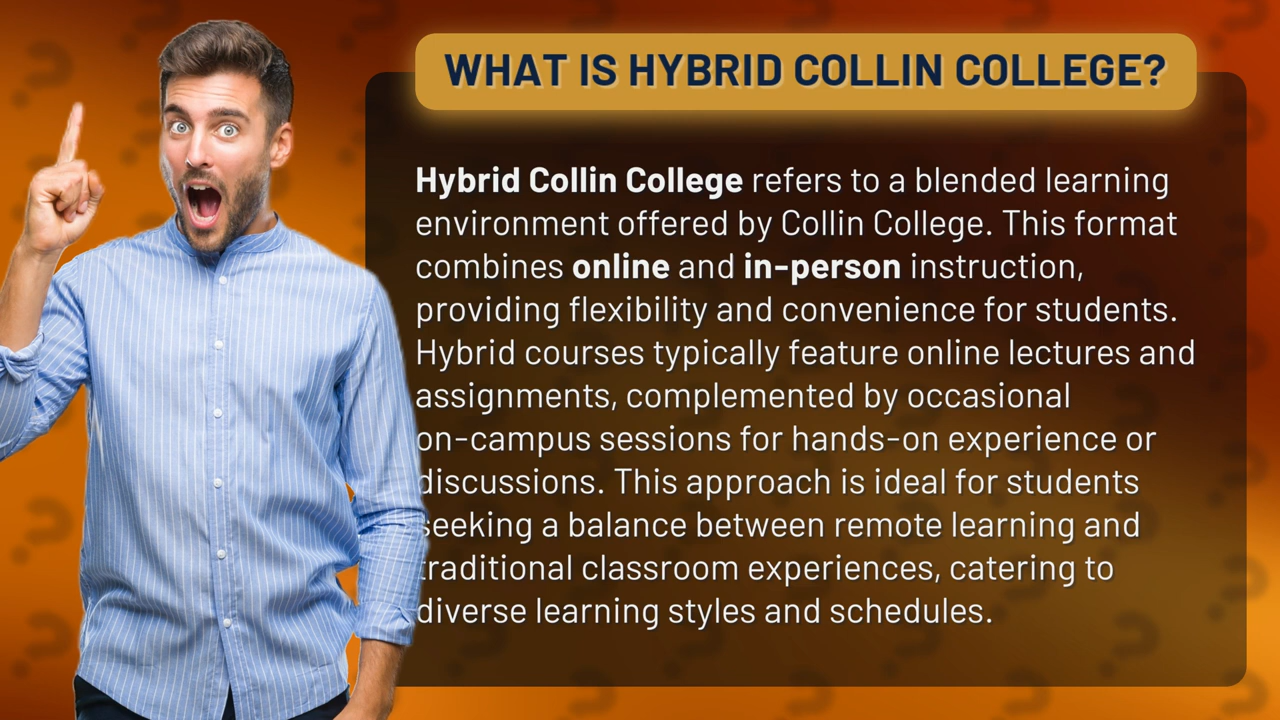 WHAT IS HYBRID COLLIN COLLEGE?
Hybrid Collin College refers to a blended learning
environment offered by Collin College. This format
combines online and in-person instruction,
providing flexibility and convenience for students.
Hybrid courses typically feature online lectures and
assignments, complemented by occasional
on-campus sessions for hands-on experience or
discussions. This approach is ideal for students
seeking a balance between remote learning and
traditional classroom experiences, catering to
diverse learning styles and schedules.